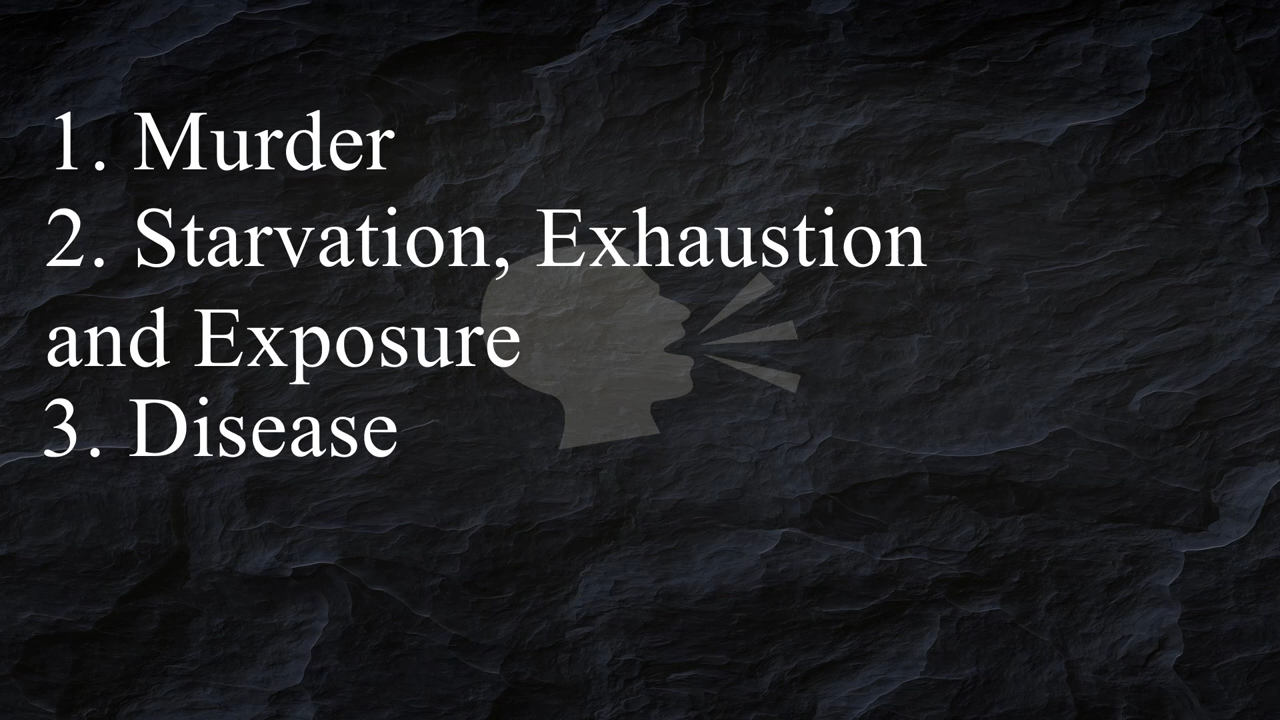 1. Murder
2. Starvation, Exhaustion
and Exposure
3. Disease